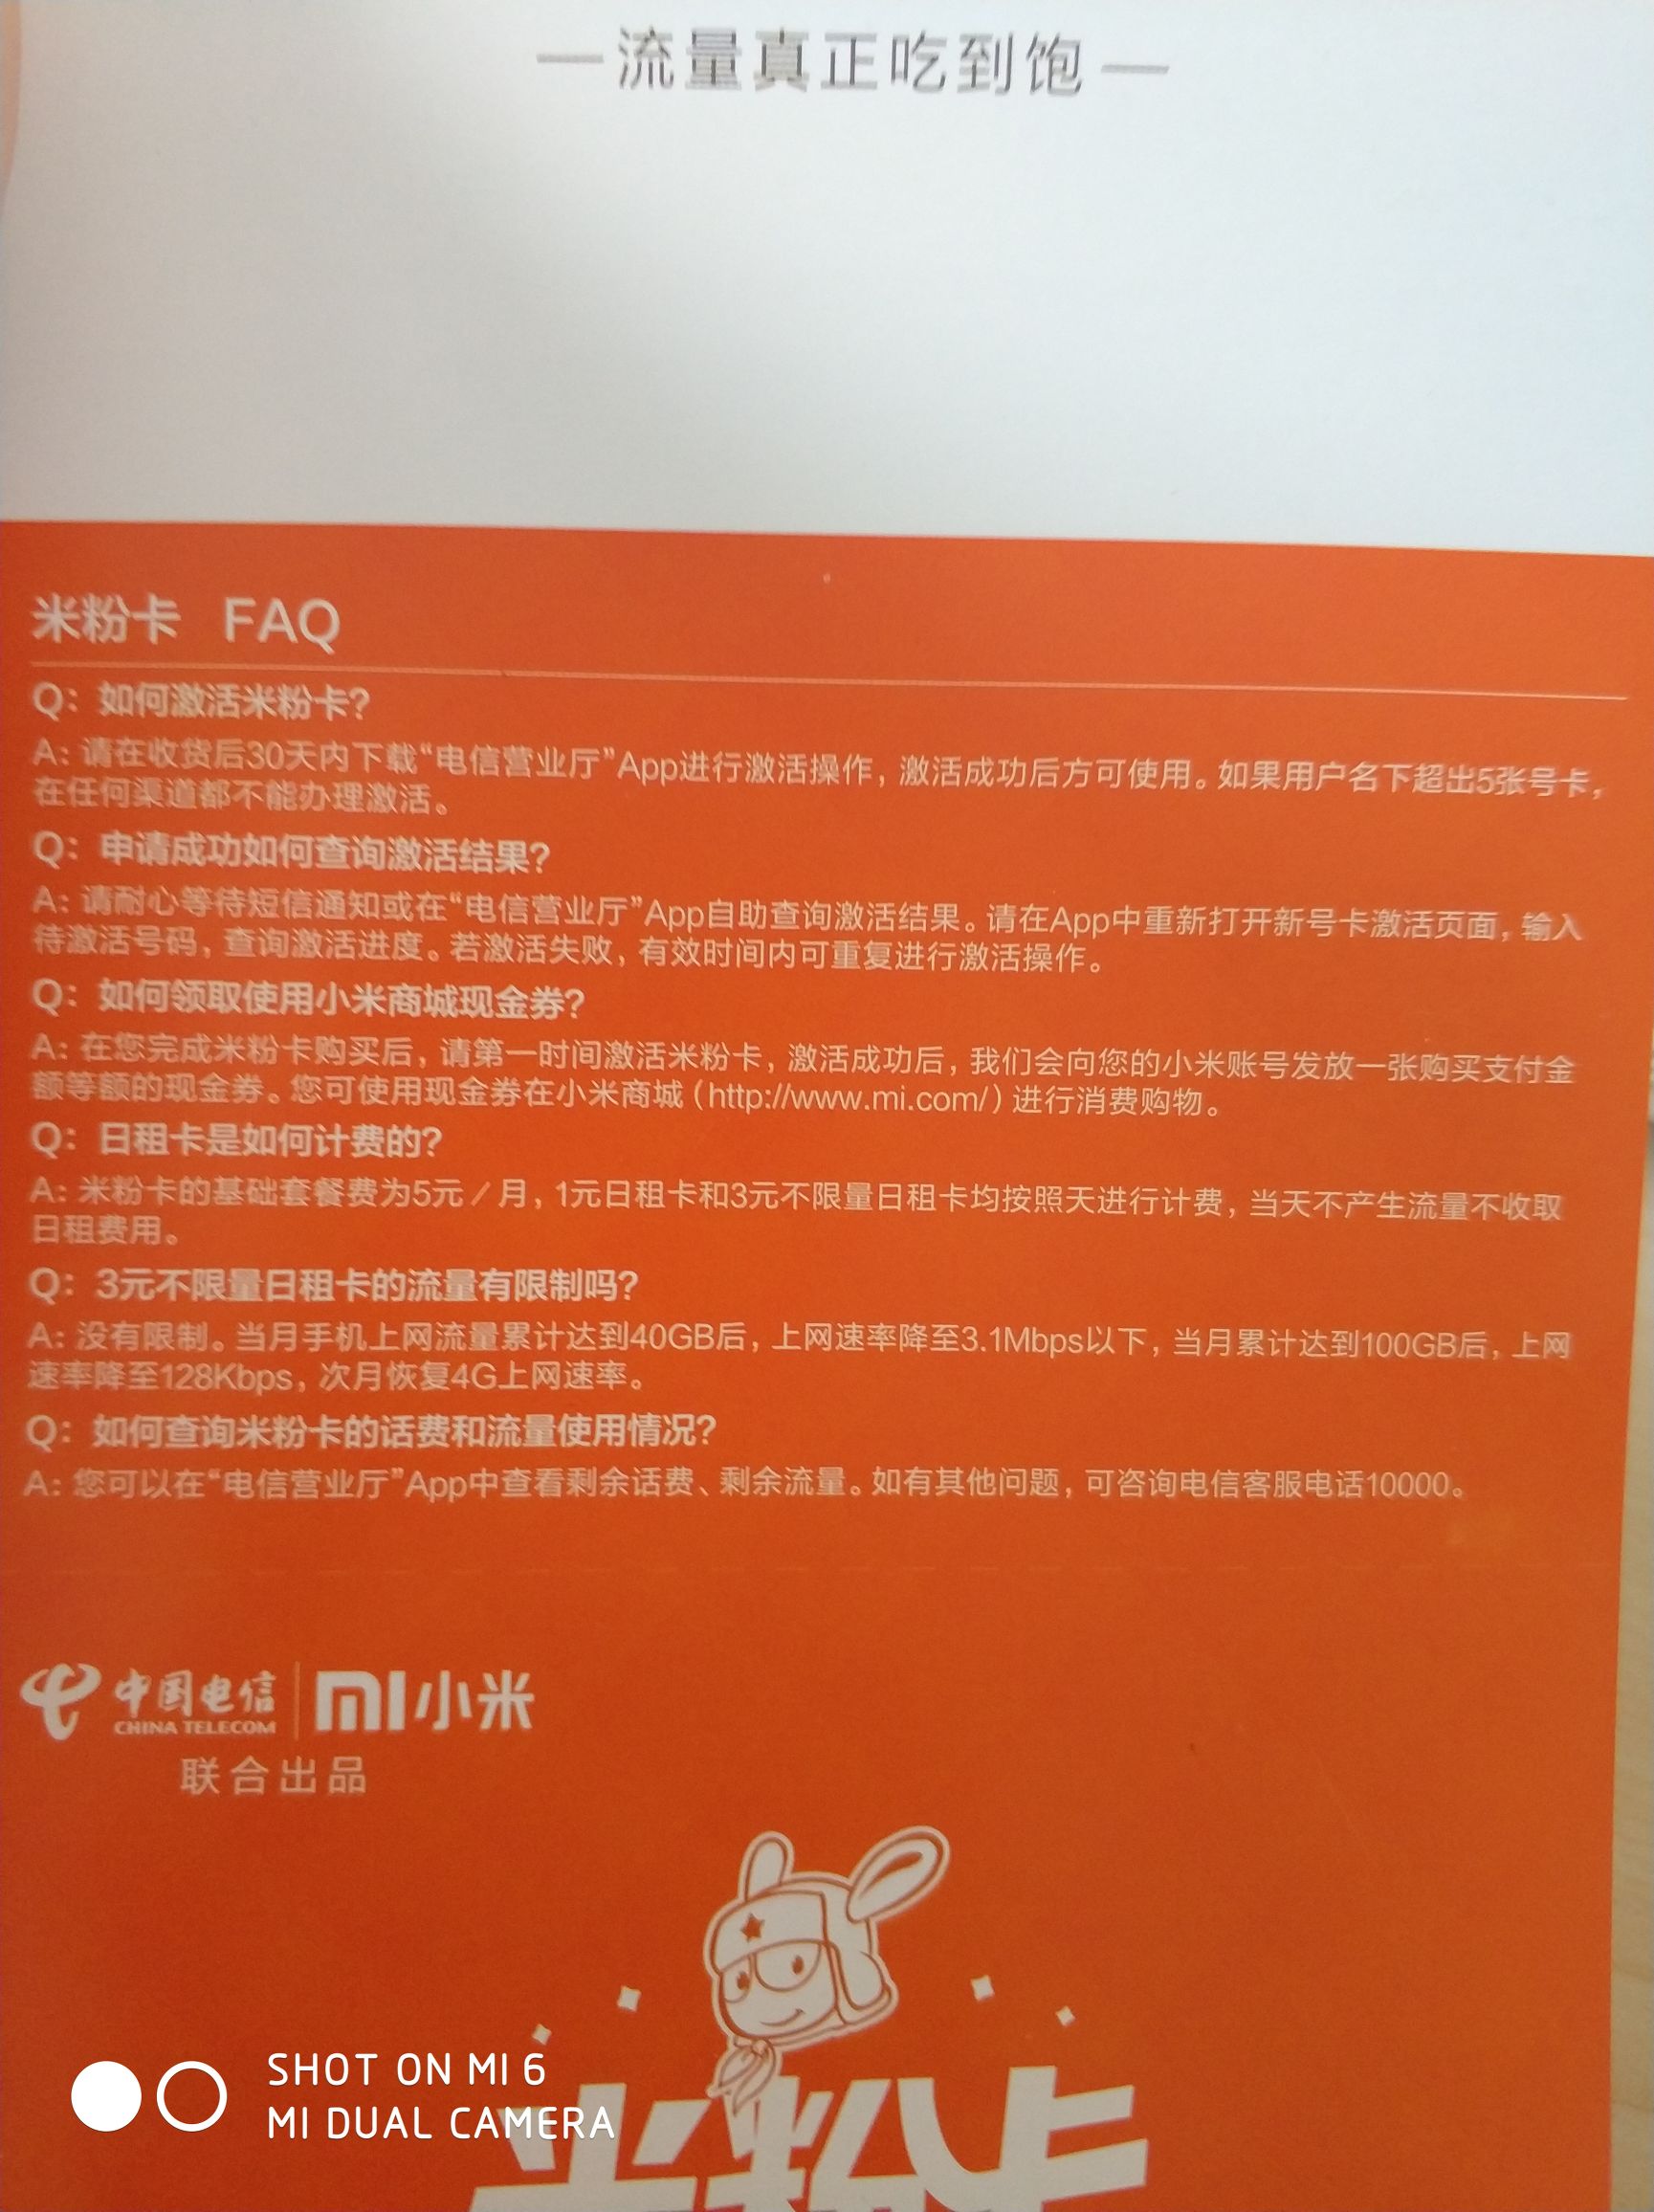 —流量真正吃到饱—
米粉卡 FAQ
Q：如何激活米粉卡？
A：请在收货后30天内下载“电信营业厅”App进行激活操作，激活成功后方可使用。如果用户名下超出5张号卡，
在任何渠道都不能办理激活。
Q：申请成功如何查询激活结果？
A：请耐心等待短信通知或在“电信营业厅”App自助查询激活结果。请在App中重新打开新号卡激活页面，输入
待激活号码，查询激活进度。若激活失败，有效时间内可重复进行激活操作。
Q：如何领取使用小米商城现金券？
A：在您完成米粉卡购买后，请第一时间激活米粉卡，激活成功后，我们会向您的小米账号发放一张购买支付金
额等额的现金券。您可使用现金券在小米商城（http://www.mi.com/）进行消费购物。
Q：日租卡是如何计费的？
A：米粉卡的基础套餐费为5元／月，1元日租卡和3元不限量日租卡均按照天进行计费，当天不产生流量不收取
日租费用。
Q：3元不限量日租卡的流量有限制吗？
A：没有限制。当月手机上网流量累计达到40GB后，上网速率降至3.1Mbps以下，当月累计达到100GB后，上网
速率降至128Kbps，次月恢复4G上网速率。
Q：如何查询米粉卡的话费和流量使用情况？
A：您可以在“电信营业厅”App中查看剩余话费、剩余流量。如有其他问题，可咨询电信客服电话10000。
中国电信 CHINA TELECOM | MI小米
联合出品
米粉卡
SHOT ON MI 6
MI DUAL CAMERA